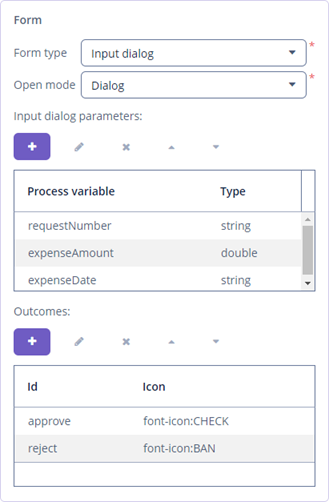 Form
Form type Input dialog *
Open mode Dialog *
Input dialog parameters:
Process variable Type
requestNumber string
expenseAmount double
expenseDate string
Outcomes:
Id Icon
approve font-icon:CHECK
reject font-icon:BAN